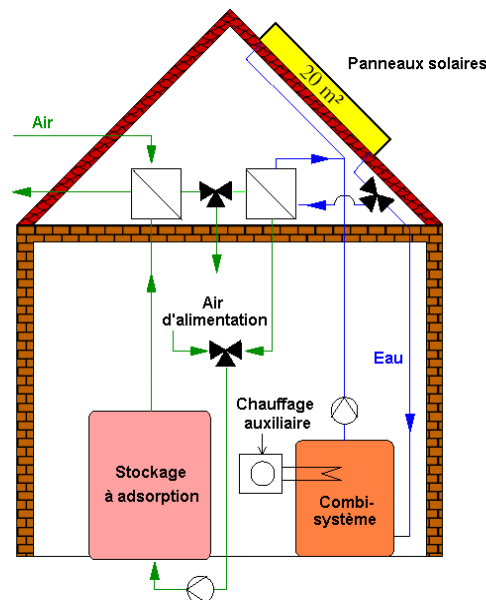 Panneaux solaires
20 m²
Air
Air
d'alimentation
Eau
Chauffage
auxiliaire
Stockage
à adsorption
Combi-
système